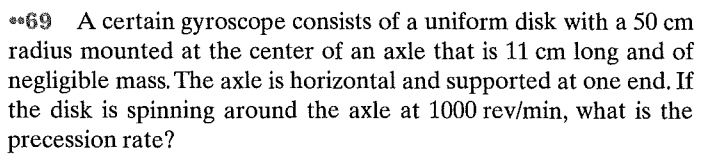 ••69 A certain gyroscope consists of a uniform disk with a 50 cm
radius mounted at the center of an axle that is 11 cm long and of
negligible mass. The axle is horizontal and supported at one end. If
the disk is spinning around the axle at 1000 rev/min, what is the
precession rate?